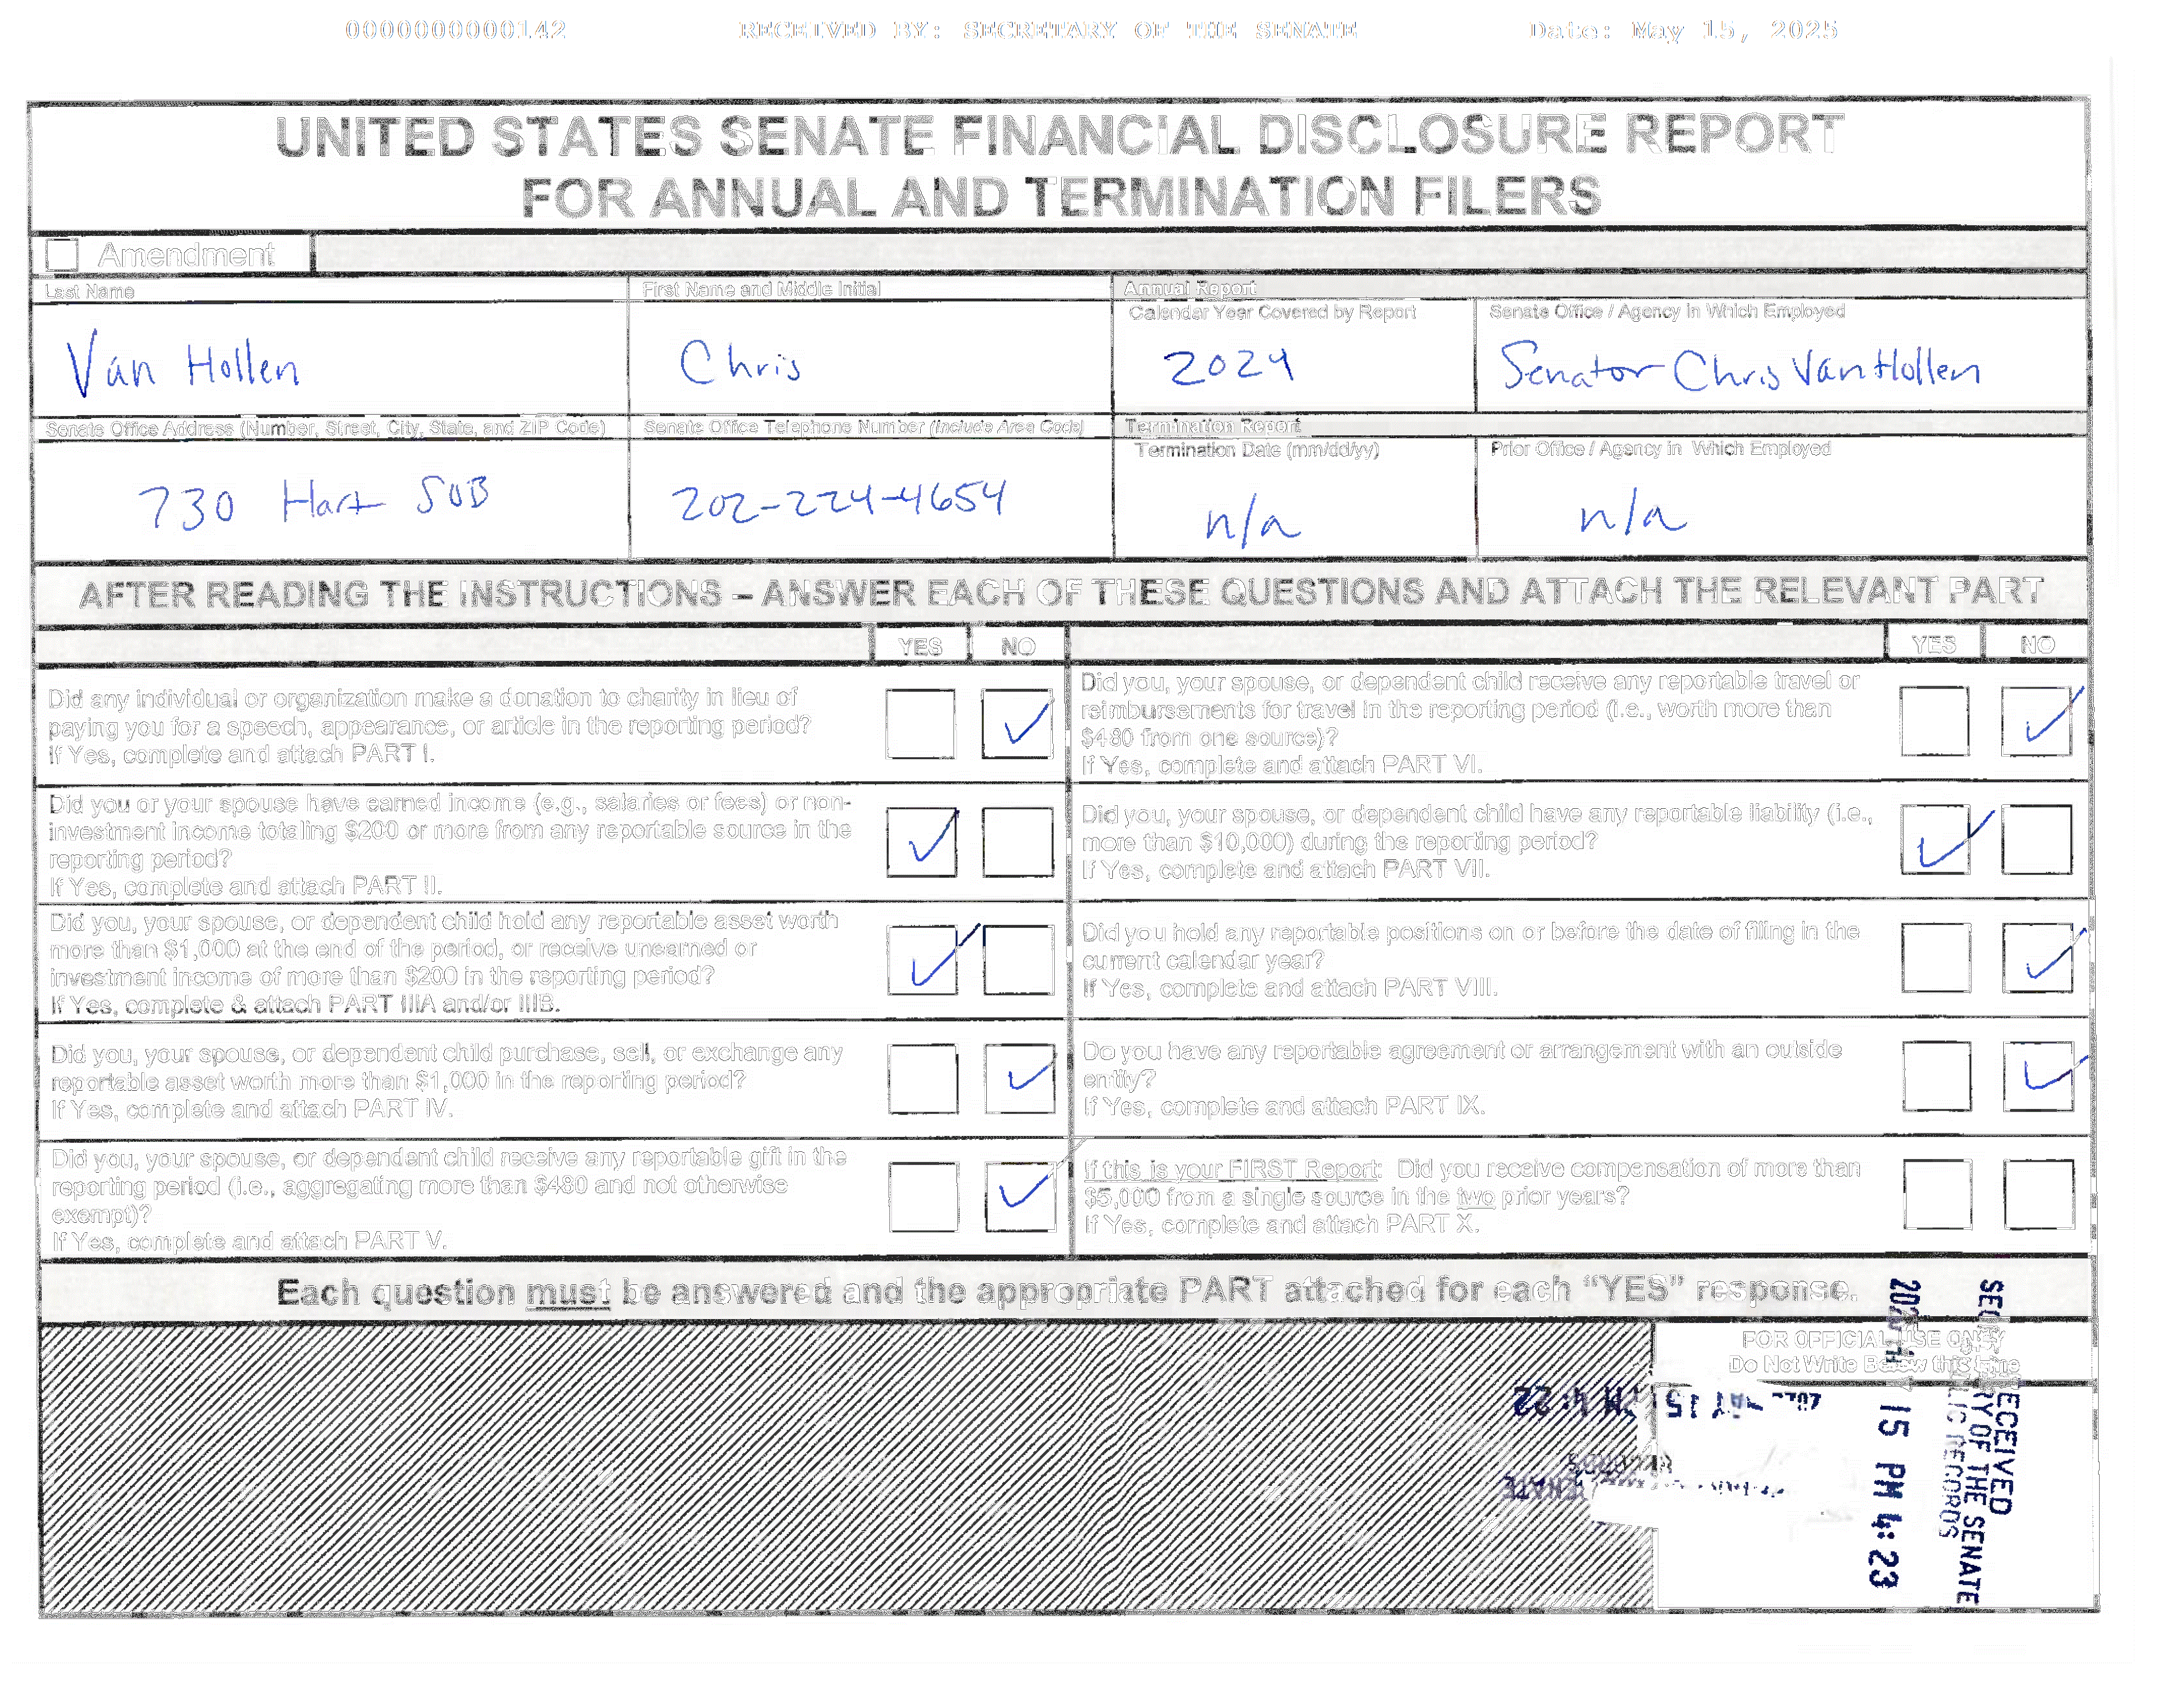 0000000000142 RECEIVED BY: SECRETARY OF THE SENATE Date: May 15, 2025
UNITED STATES SENATE FINANCIAL DISCLOSURE REPORT
FOR ANNUAL AND TERMINATION FILERS
Amendment
Last Name
Van Hollen
First Name and Middle Initial
Chris
Annual Report
Calendar Year Covered by Report
2024
Senate Office / Agency in Which Employed
Senator Chris Van Hollen
Senate Office Address (Number, Street, City, State, and ZIP Code)
730 Hart SOB
Senate Office Telephone Number (Include Area Code)
202-224-4654
Termination Report
Termination Date (mm/dd/yy)
n/a
Prior Office / Agency in Which Employed
n/a
AFTER READING THE INSTRUCTIONS – ANSWER EACH OF THESE QUESTIONS AND ATTACH THE RELEVANT PART
YES NO
Did any individual or organization make a donation to charity in lieu of
paying you for a speech, appearance, or article in the reporting period?
If Yes, complete and attach PART I.
Did you or your spouse have earned income (e.g., salaries or fees) or non-
investment income totaling $200 or more from any reportable source in the
reporting period?
If Yes, complete and attach PART II.
Did you, your spouse, or dependent child hold any reportable asset worth
more than $1,000 at the end of the period, or receive unearned or
investment income of more than $200 in the reporting period?
If Yes, complete & attach PART IIIA and/or IIIB.
Did you, your spouse, or dependent child purchase, sell, or exchange any
reportable asset worth more than $1,000 in the reporting period?
If Yes, complete and attach PART IV.
Did you, your spouse, or dependent child receive any reportable gift in the
reporting period (i.e., aggregating more than $480 and not otherwise
exempt)?
If Yes, complete and attach PART V.
YES NO
Did you, your spouse, or dependent child receive any reportable travel or
reimbursements for travel in the reporting period (i.e., worth more than
$480 from one source)?
If Yes, complete and attach PART VI.
Did you, your spouse, or dependent child have any reportable liability (i.e.,
more than $10,000) during the reporting period?
If Yes, complete and attach PART VII.
Did you hold any reportable positions on or before the date of filing in the
current calendar year?
If Yes, complete and attach PART VIII.
Do you have any reportable agreement or arrangement with an outside
entity?
If Yes, complete and attach PART IX.
If this is your FIRST Report: Did you receive compensation of more than
$5,000 from a single source in the two prior years?
If Yes, complete and attach PART X.
Each question must be answered and the appropriate PART attached for each “YES” response.
FOR OFFICIAL USE ONLY
Do Not Write Below this Line
RECEIVED
OF THE SENATE
RECORDS
15 PM 4:23
15 PM 4:22